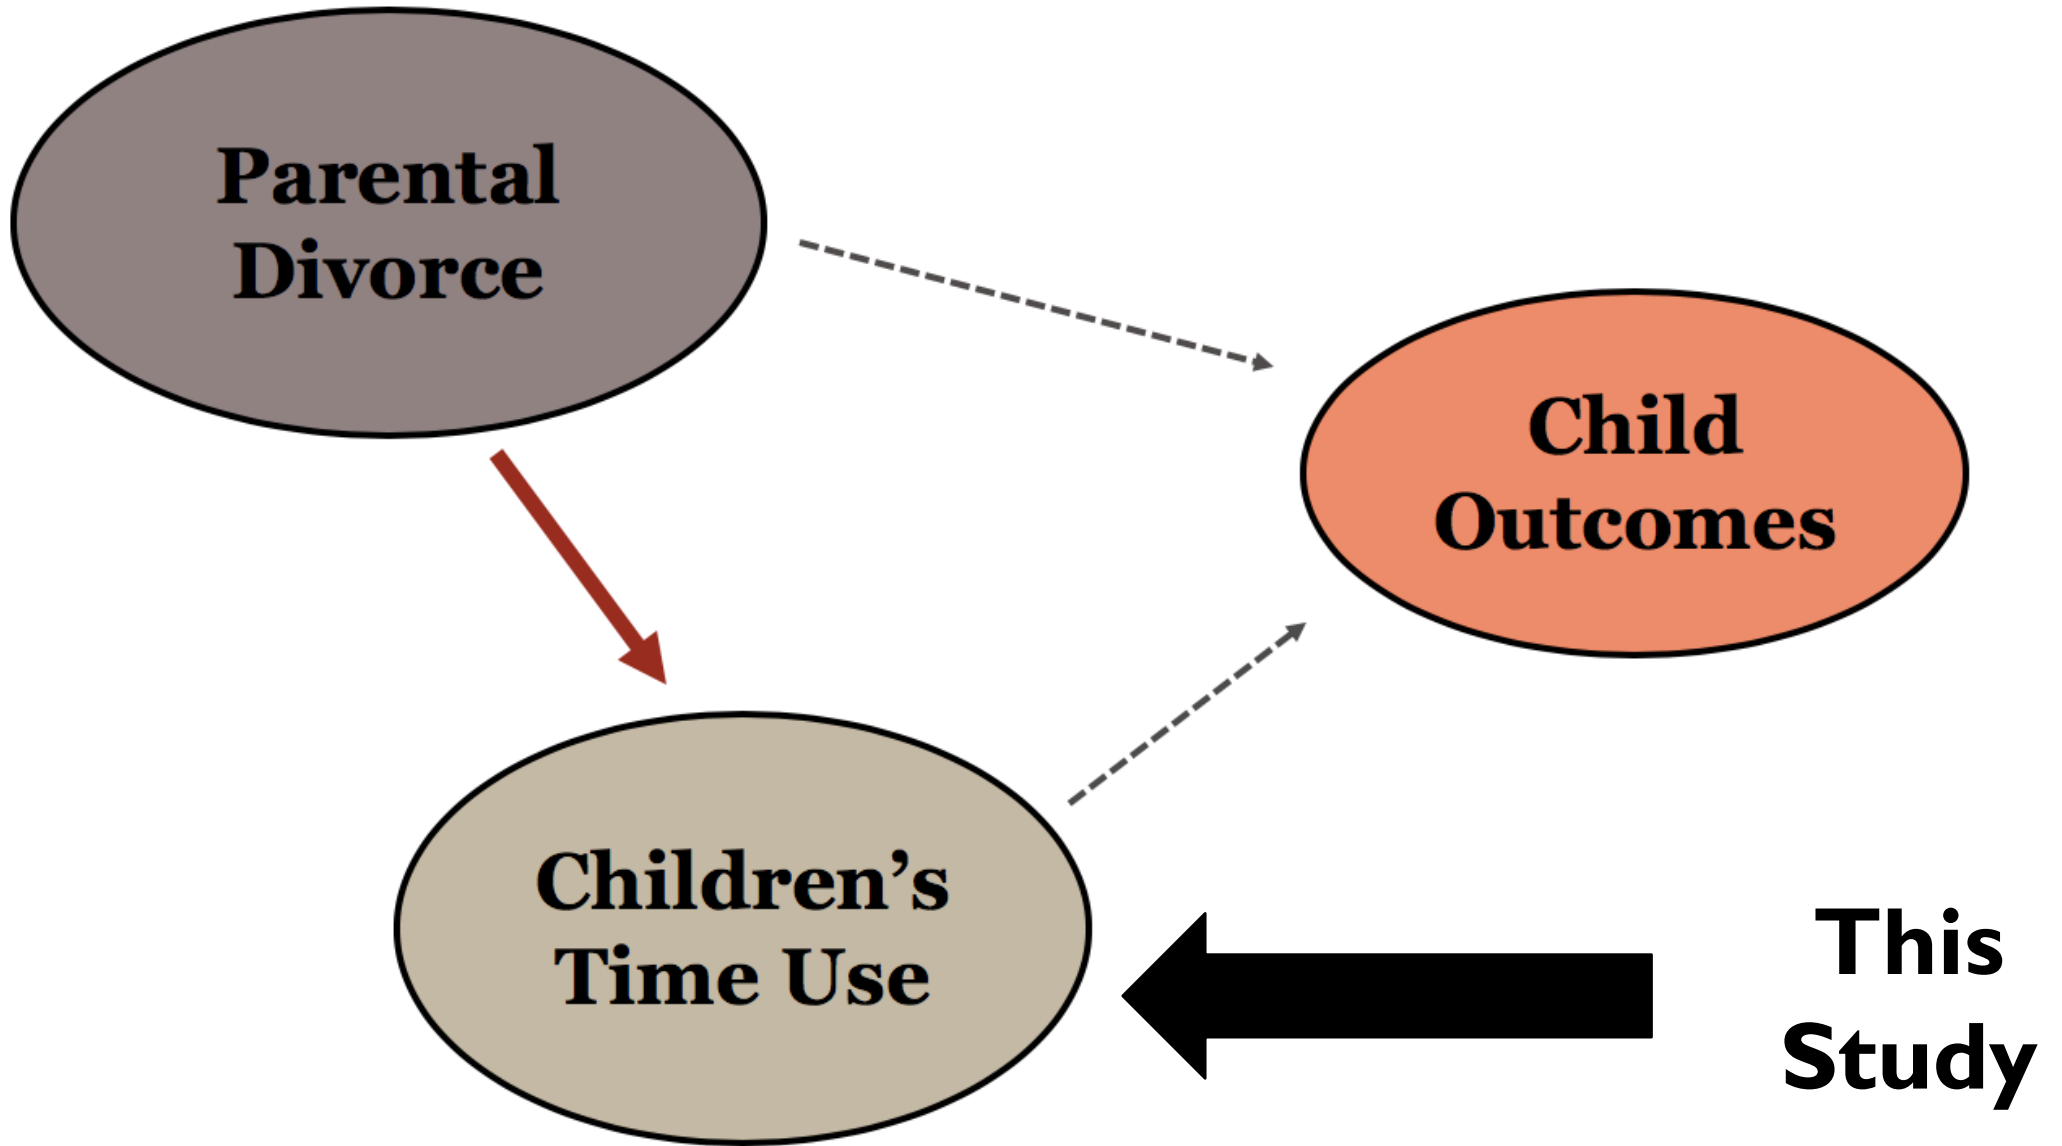 Parental
Divorce
Child
Outcomes
Children’s
Time Use
This
Study